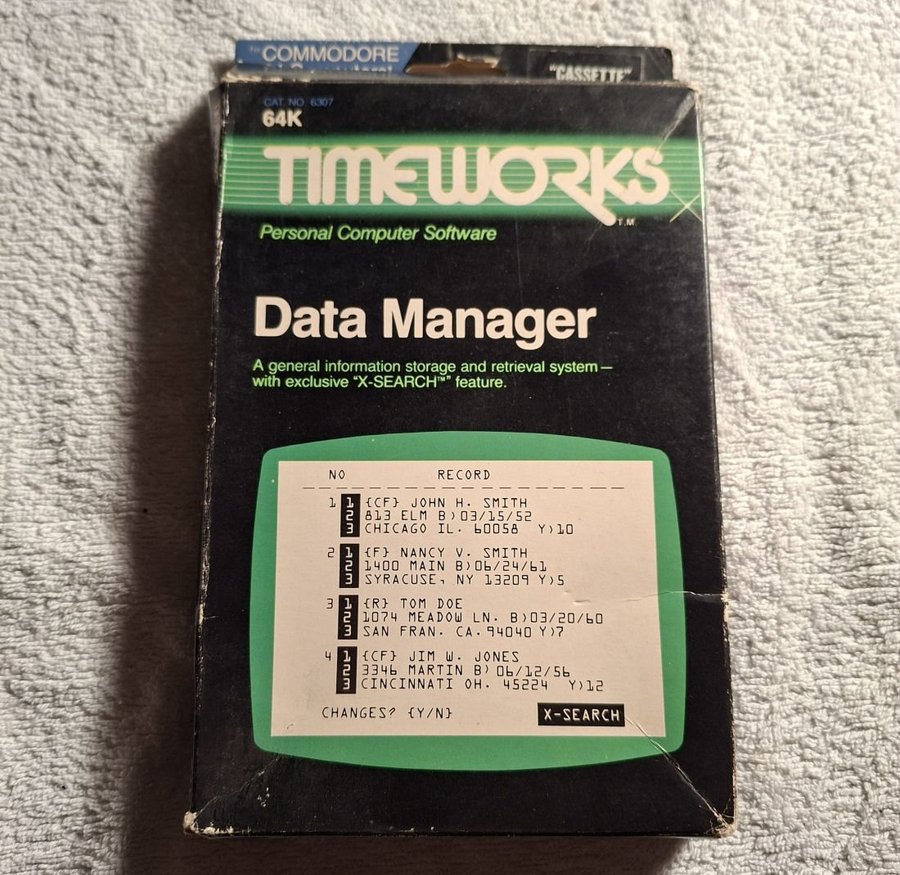 ™ COMMODORE
"CASSETTE"
CAT. NO. 6307
64K
TIMEWORKS
T.M.
Personal Computer Software
Data Manager
A general information storage and retrieval system—
with exclusive "X-SEARCH™" feature.
NO RECORD
1 1 {CF} JOHN H. SMITH
2 813 ELM B)03/15/52
3 CHICAGO IL. 60058 Y)10
2 1 {F} NANCY V. SMITH
2 1400 MAIN B)06/24/61
3 SYRACUSE, NY 13209 Y)5
3 1 {R} TOM DOE
2 1074 MEADOW LN. B)03/20/60
3 SAN FRAN. CA. 94040 Y)7
4 1 {CF} JIM W. JONES
2 3346 MARTIN B) 06/12/56
3 CINCINNATI OH. 45224 Y)12
CHANGES? {Y/N} X-SEARCH